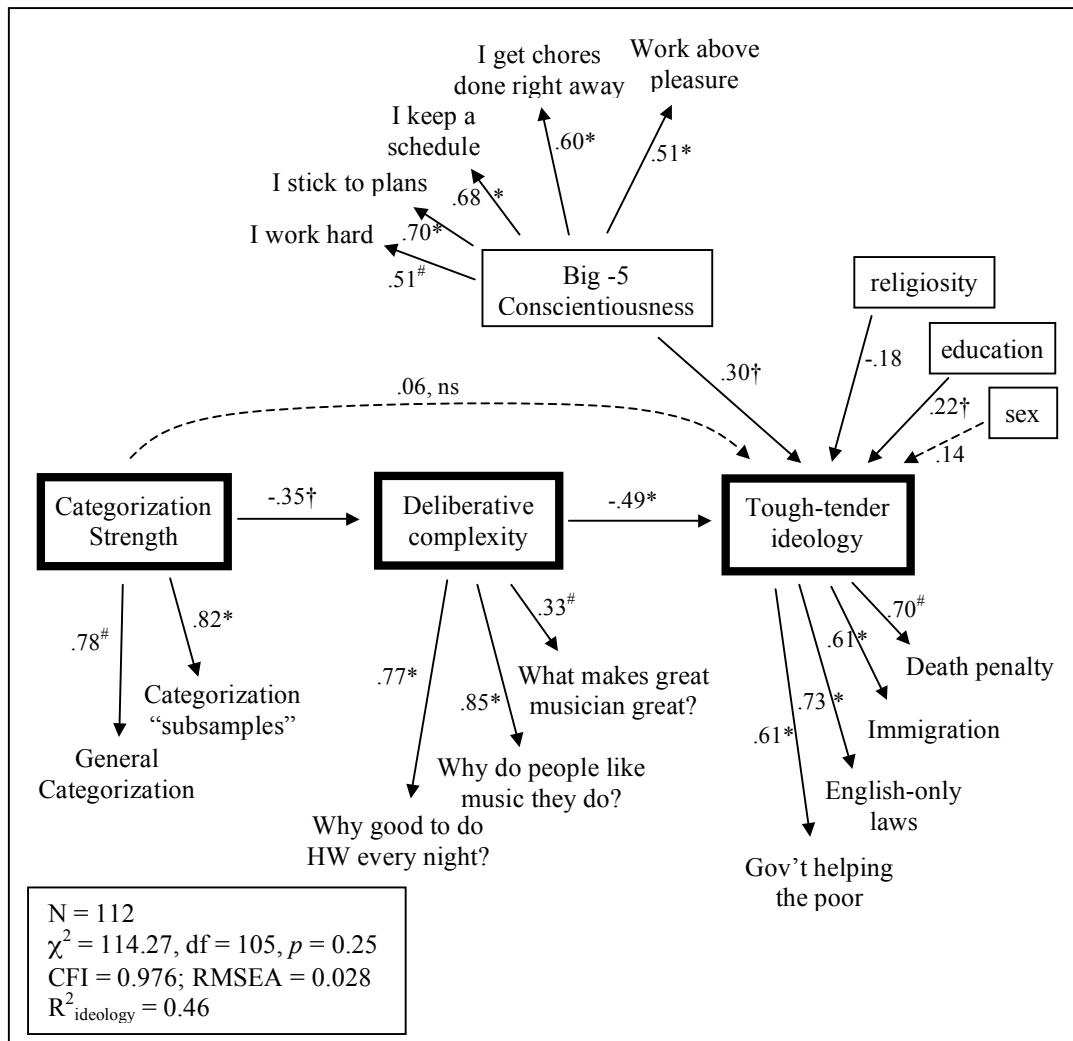 I get chores
done right away
Work above
pleasure
I keep a
schedule
.60*
.51*
I stick to plans
.68 *
I work hard
.70*
.51#
Big -5
Conscientiousness
religiosity
education
-.18
.30†
.06, ns
.22†
sex
.14
Categorization
Strength
-.35†
Deliberative
complexity
-.49*
Tough-tender
ideology
.78#
.82*
Categorization
“subsamples”
General
Categorization
.77*
.85*
.33#
What makes great
musician great?
Why do people like
music they do?
Why good to do
HW every night?
.61*
.73 *
.61*
.70#
Death penalty
Immigration
English-only
laws
Gov't helping
the poor
N = 112
χ² = 114.27, df = 105, p = 0.25
CFI = 0.976; RMSEA = 0.028
R²ideology = 0.46